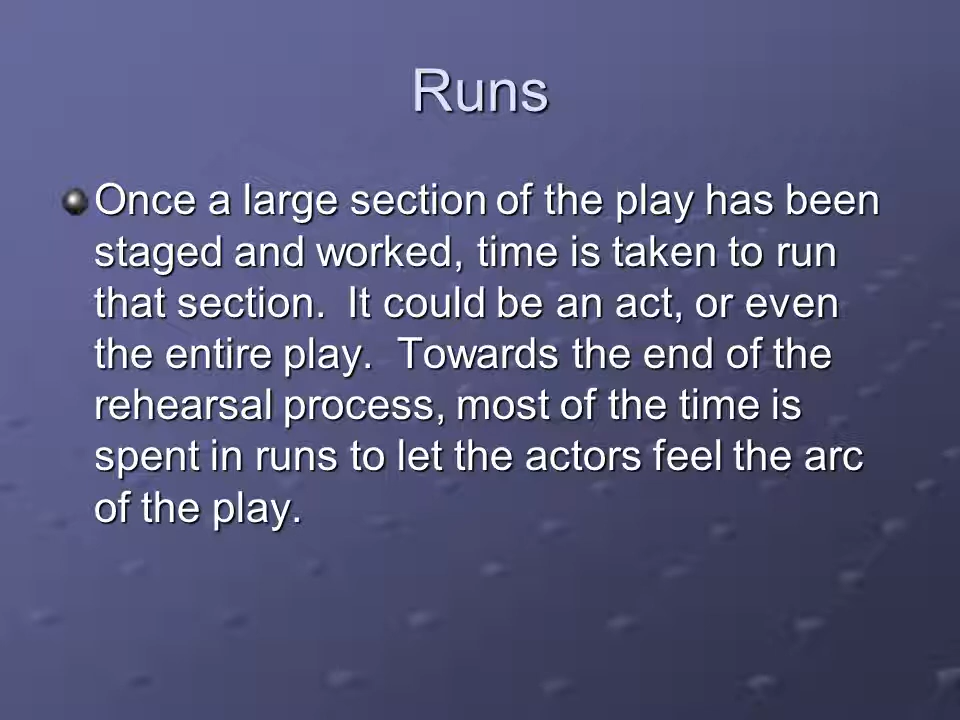 Runs
Once a large section of the play has been
staged and worked, time is taken to run
that section.  It could be an act, or even
the entire play.  Towards the end of the
rehearsal process, most of the time is
spent in runs to let the actors feel the arc
of the play.